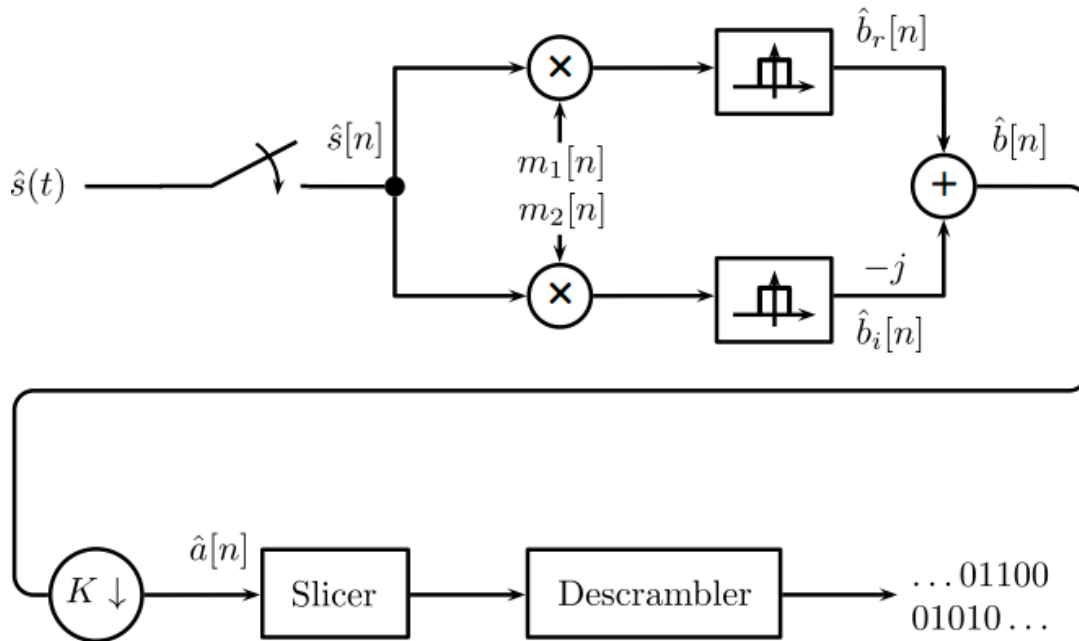 b̂ᵣ[n]
ŝ[n]
b̂[n]
ŝ(t)
m₁[n]
m₂[n]
−j
b̂ᵢ[n]
K ↓
â[n]
Slicer
Descrambler
...01100
01010...